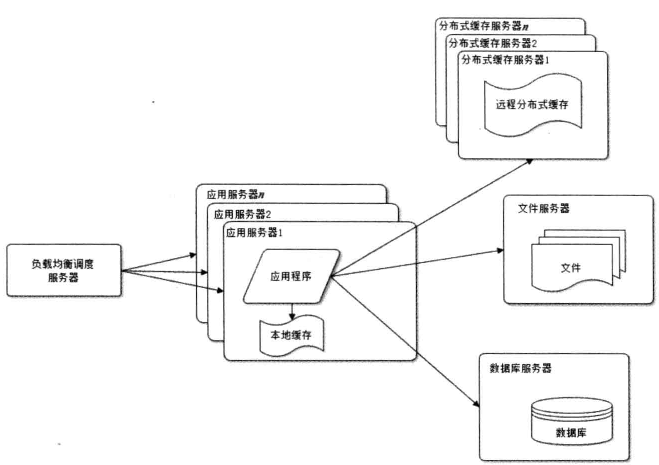 分布式缓存服务器n
分布式缓存服务器2
分布式缓存服务器1
远程分布式缓存
应用服务器n
应用服务器2
应用服务器1
应用程序
本地缓存
负载均衡调度
服务器
文件服务器
文件
数据库服务器
数据库